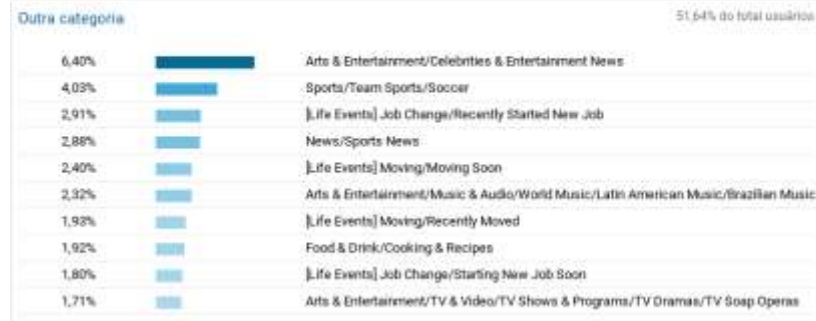 Outra categoria
51,64% do total usuários
6,40% Arts & Entertainment/Celebrities & Entertainment News
4,03% Sports/Team Sports/Soccer
2,91% [Life Events] Job Change/Recently Started New Job
2,88% News/Sports News
2,40% [Life Events] Moving/Moving Soon
2,32% Arts & Entertainment/Music & Audio/World Music/Latin American Music/Brazilian Music
1,93% [Life Events] Moving/Recently Moved
1,92% Food & Drink/Cooking & Recipes
1,80% [Life Events] Job Change/Starting New Job Soon
1,71% Arts & Entertainment/TV & Video/TV Shows & Programs/TV Dramas/TV Soap Operas